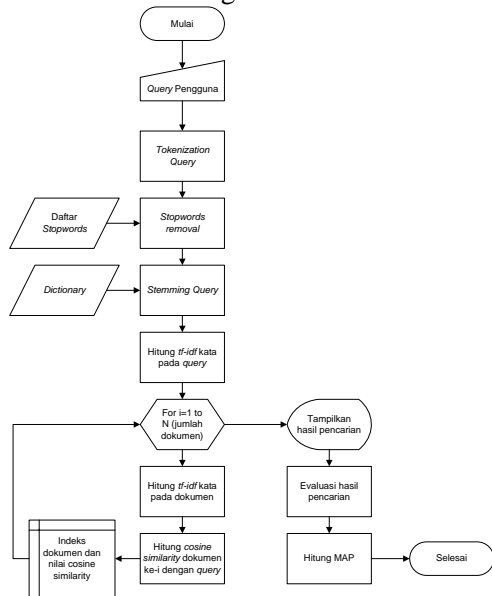 Mulai
Query Pengguna
Tokenization
Query
Daftar
Stopwords
Stopwords
removal
Dictionary
Stemming Query
Hitung tf-idf kata
pada query
For i=1 to
N (jumlah
dokumen)
Tampilkan
hasil pencarian
Hitung tf-idf kata
pada dokumen
Evaluasi hasil
pencarian
Indeks
dokumen dan
nilai cosine
similarity
Hitung cosine
similarity dokumen
ke-i dengan query
Hitung MAP
Selesai